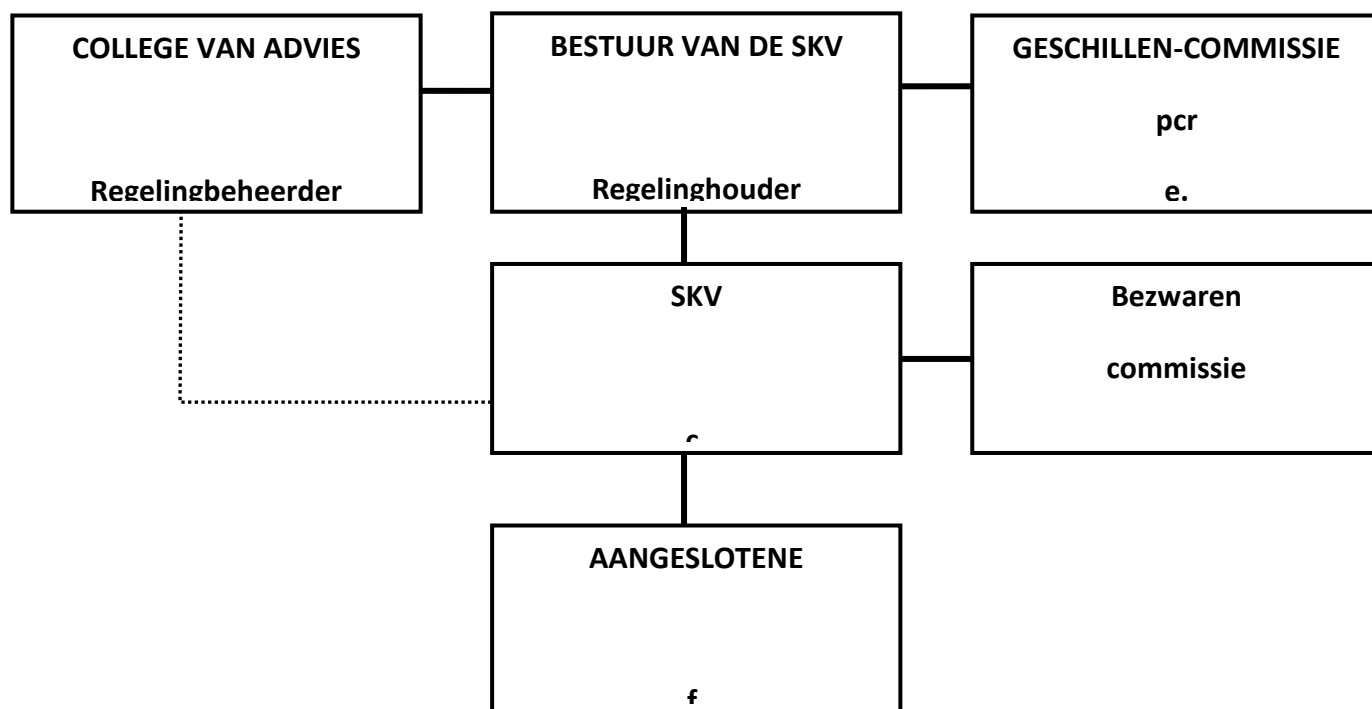 COLLEGE VAN ADVIES
Regelingbeheerder
BESTUUR VAN DE SKV
Regelinghouder
GESCHILLEN-COMMISSIE
pcr
e.
SKV
Bezwaren
commissie
AANGESLOTENE